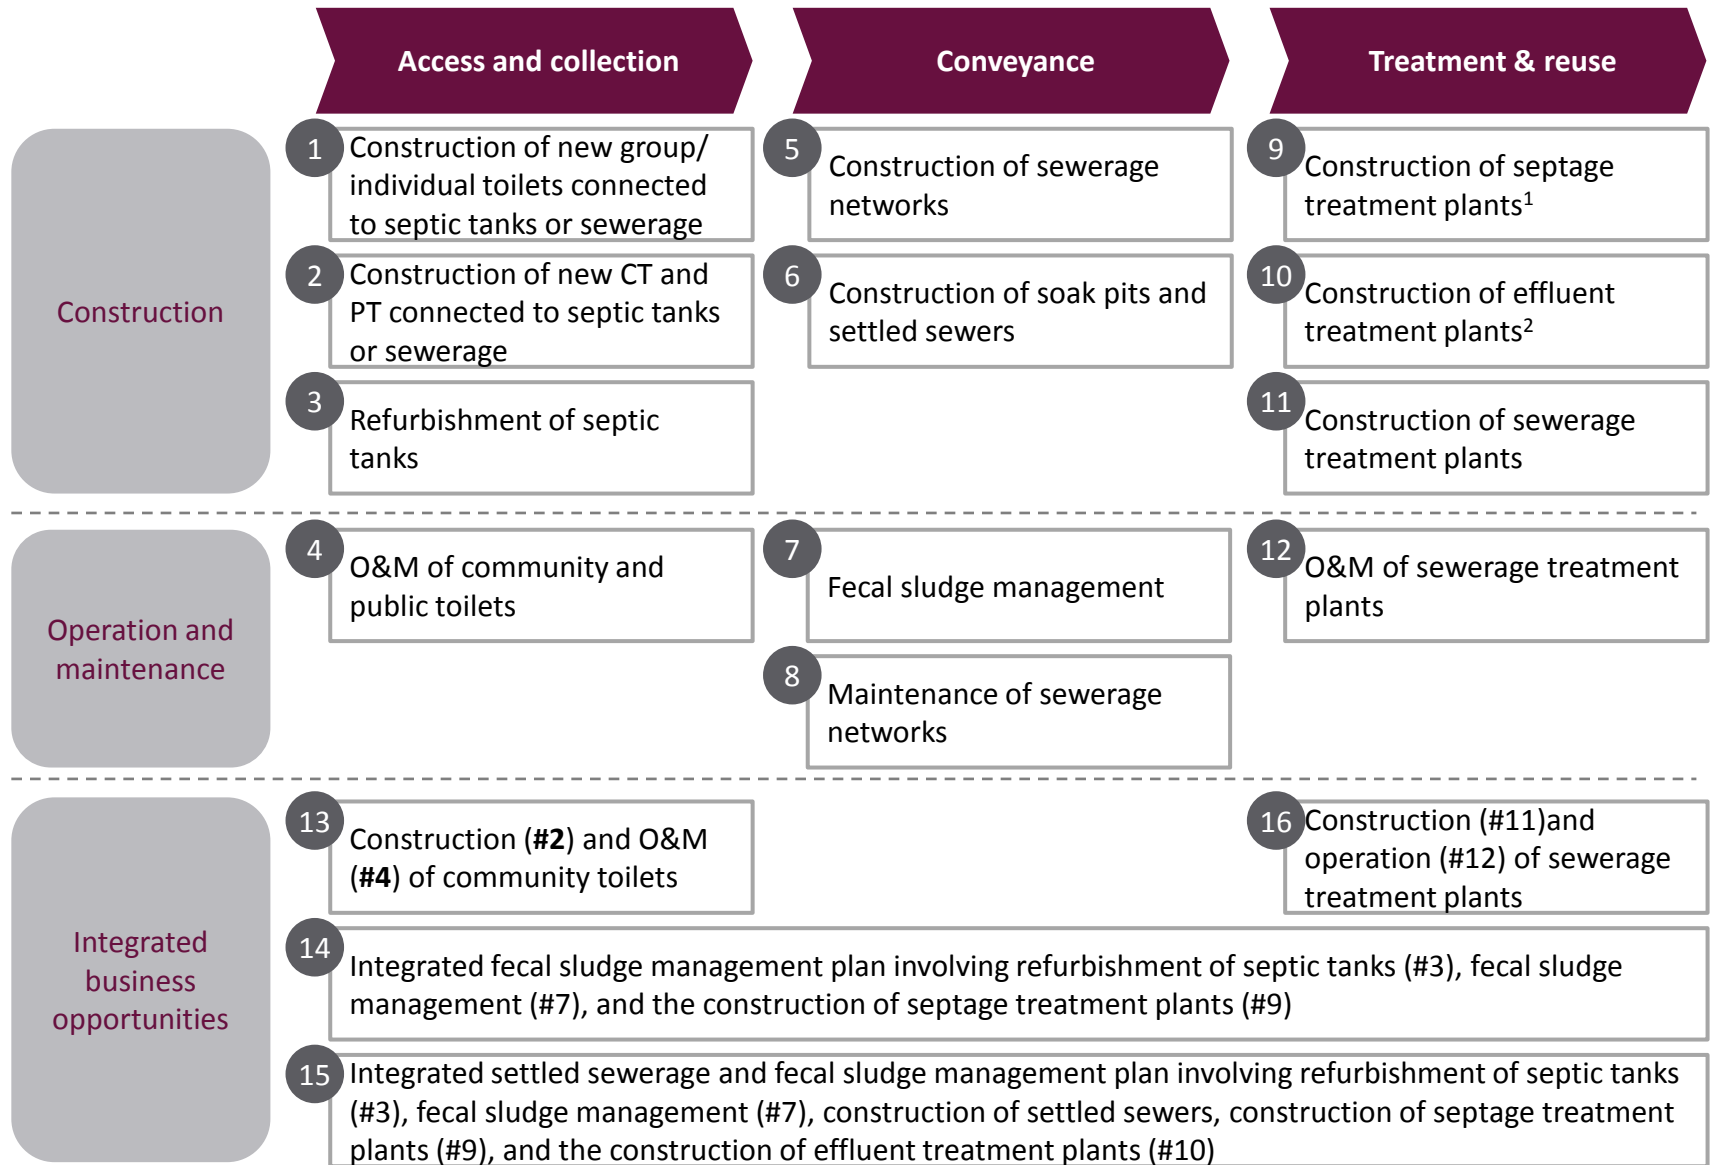 Access and collection
Conveyance
Treatment & reuse
Construction
1
Construction of new group/
individual toilets connected
to septic tanks or sewerage
5
Construction of sewerage
networks
9
Construction of septage
treatment plants¹
2
Construction of new CT and
PT connected to septic tanks
or sewerage
6
Construction of soak pits and
settled sewers
10
Construction of effluent
treatment plants²
3
Refurbishment of septic
tanks
11
Construction of sewerage
treatment plants
Operation and
maintenance
4
O&M of community and
public toilets
7
Fecal sludge management
12
O&M of sewerage treatment
plants
8
Maintenance of sewerage
networks
Integrated
business
opportunities
13
Construction (#2) and O&M
(#4) of community toilets
16
Construction (#11)and
operation (#12) of sewerage
treatment plants
14
Integrated fecal sludge management plan involving refurbishment of septic tanks (#3), fecal sludge
management (#7), and the construction of septage treatment plants (#9)
15
Integrated settled sewerage and fecal sludge management plan involving refurbishment of septic tanks
(#3), fecal sludge management (#7), construction of settled sewers, construction of septage treatment
plants (#9), and the construction of effluent treatment plants (#10)